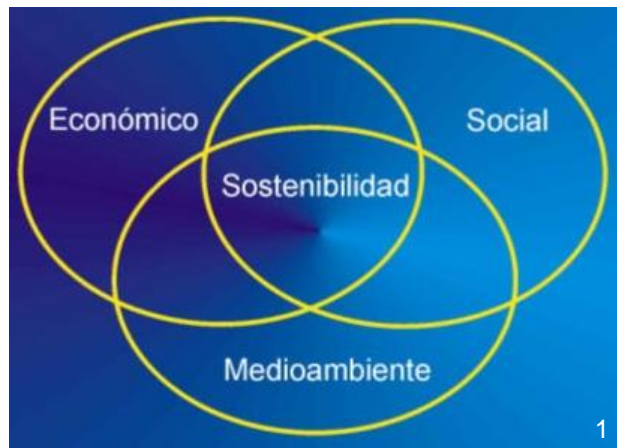 Económico
Social
Sostenibilidad
Medioambiente
1